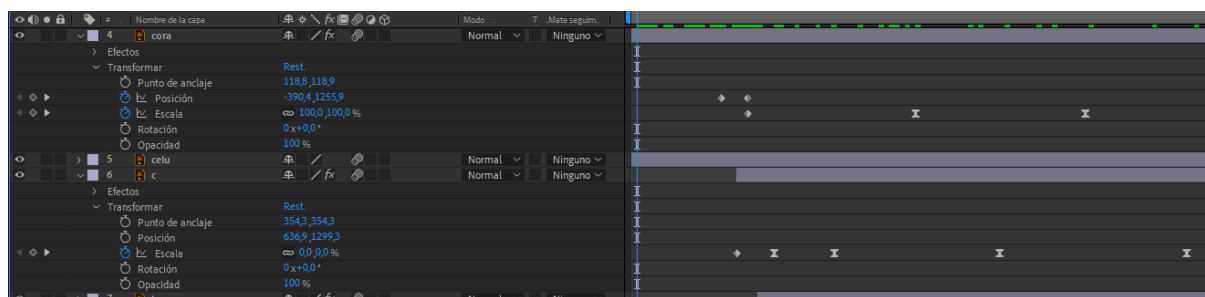 # . Nombre de la capa fx Modo . T .Mate seguim.
4 cora fx Normal Ninguno
Efectos
Transformar Rest.
Punto de anclaje 118,8,118,9
Posición -390,4,1255,9
Escala 100,0,100,0 %
Rotación 0x+0,0°
Opacidad 100 %
5 celu Normal Ninguno
6 c fx Normal Ninguno
Efectos
Transformar Rest.
Punto de anclaje 354,3,354,3
Posición 636,9,1299,3
Escala 0,0,0,0 %
Rotación 0x+0,0°
Opacidad 100 %